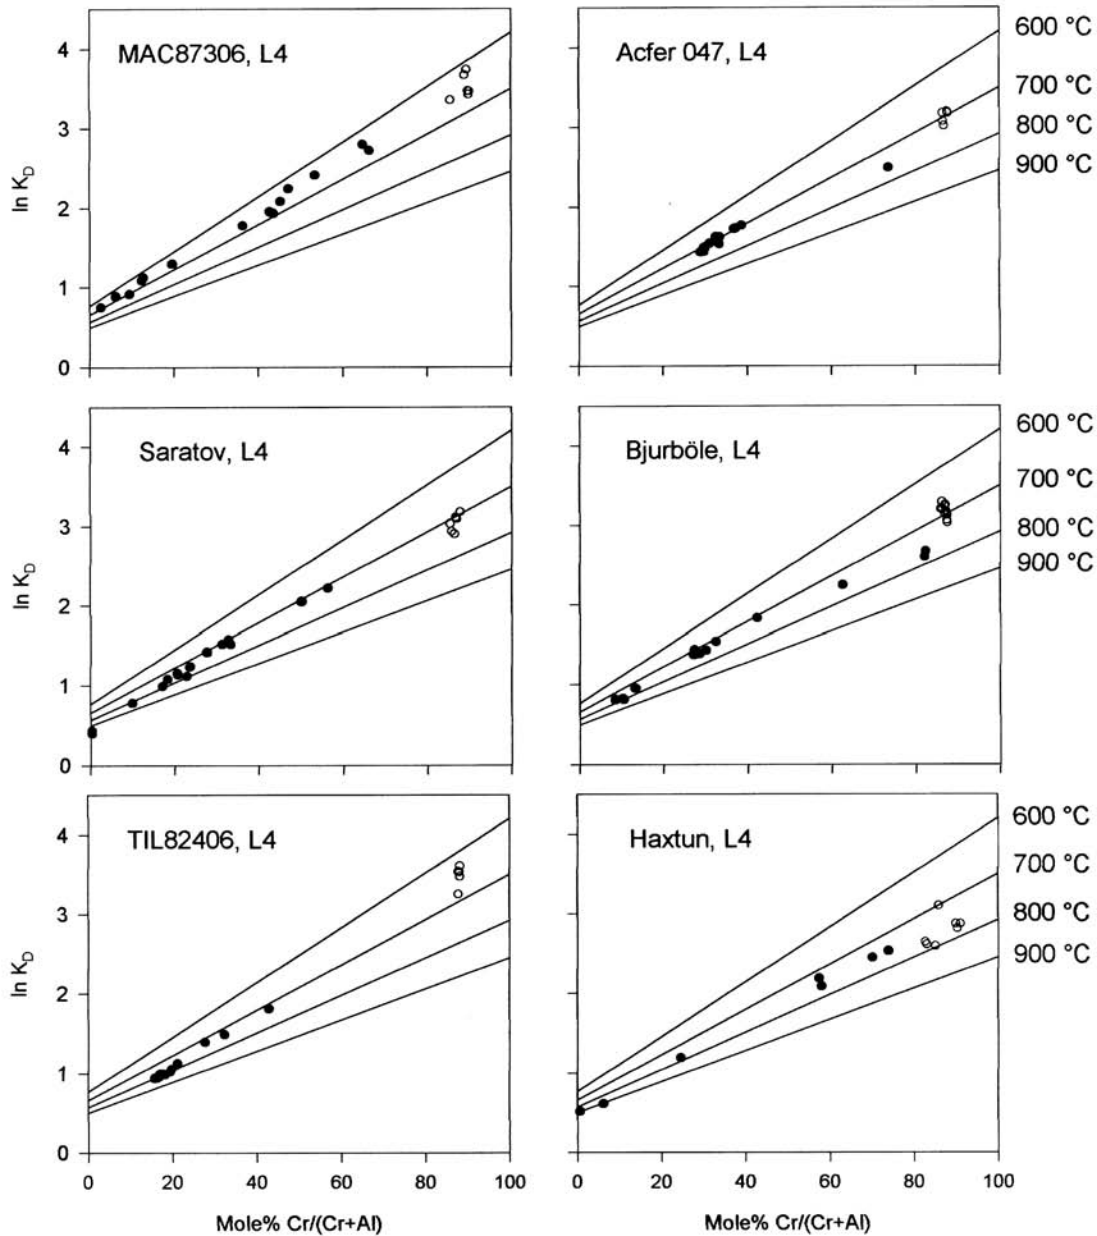 MAC87306, L4
4
3
2
1
0
ln K_D
Acfer 047, L4
600 °C
700 °C
800 °C
900 °C
Saratov, L4
4
3
2
1
0
ln K_D
Bjurböle, L4
600 °C
700 °C
800 °C
900 °C
TIL82406, L4
4
3
2
1
0
ln K_D
0 20 40 60 80 100
Mole% Cr/(Cr+Al)
Haxtun, L4
600 °C
700 °C
800 °C
900 °C
0 20 40 60 80 100
Mole% Cr/(Cr+Al)